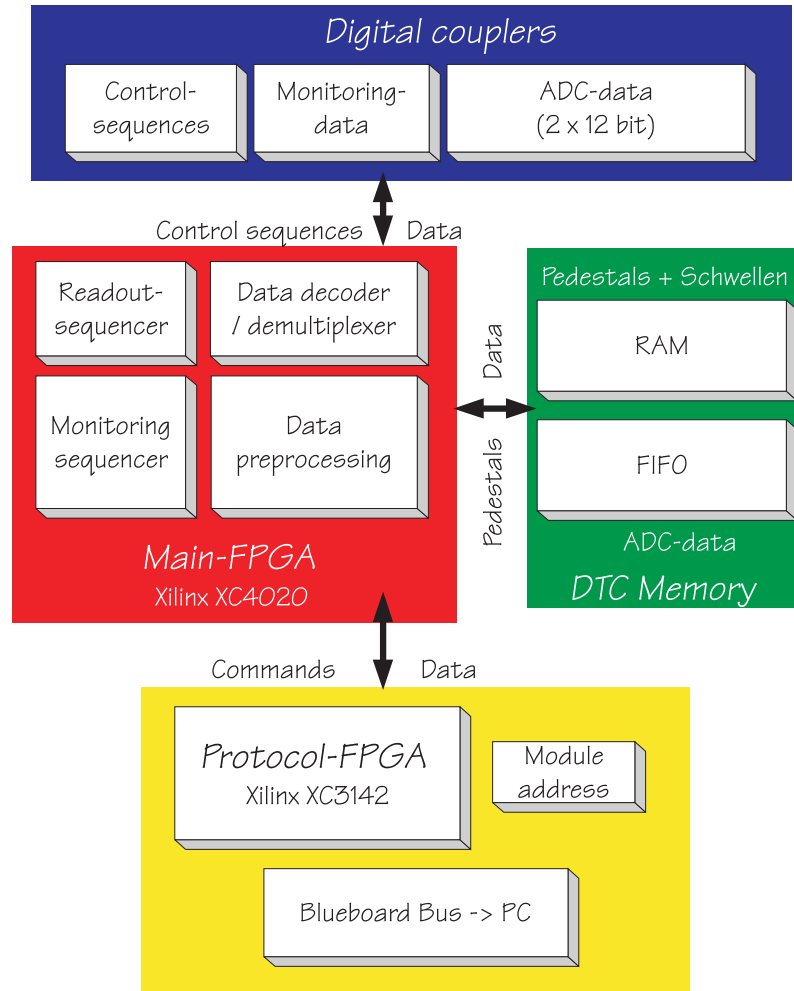 Digital couplers
Control-
sequences
Monitoring-
data
ADC-data
(2 x 12 bit)
Control sequences
Data
Readout-
sequencer
Data decoder
/ demultiplexer
Monitoring
sequencer
Data
preprocessing
Main-FPGA
Xilinx XC4020
Data
Pedestals
Pedestals + Schwellen
RAM
FIFO
ADC-data
DTC Memory
Commands
Data
Protocol-FPGA
Xilinx XC3142
Module
address
Blueboard Bus -> PC